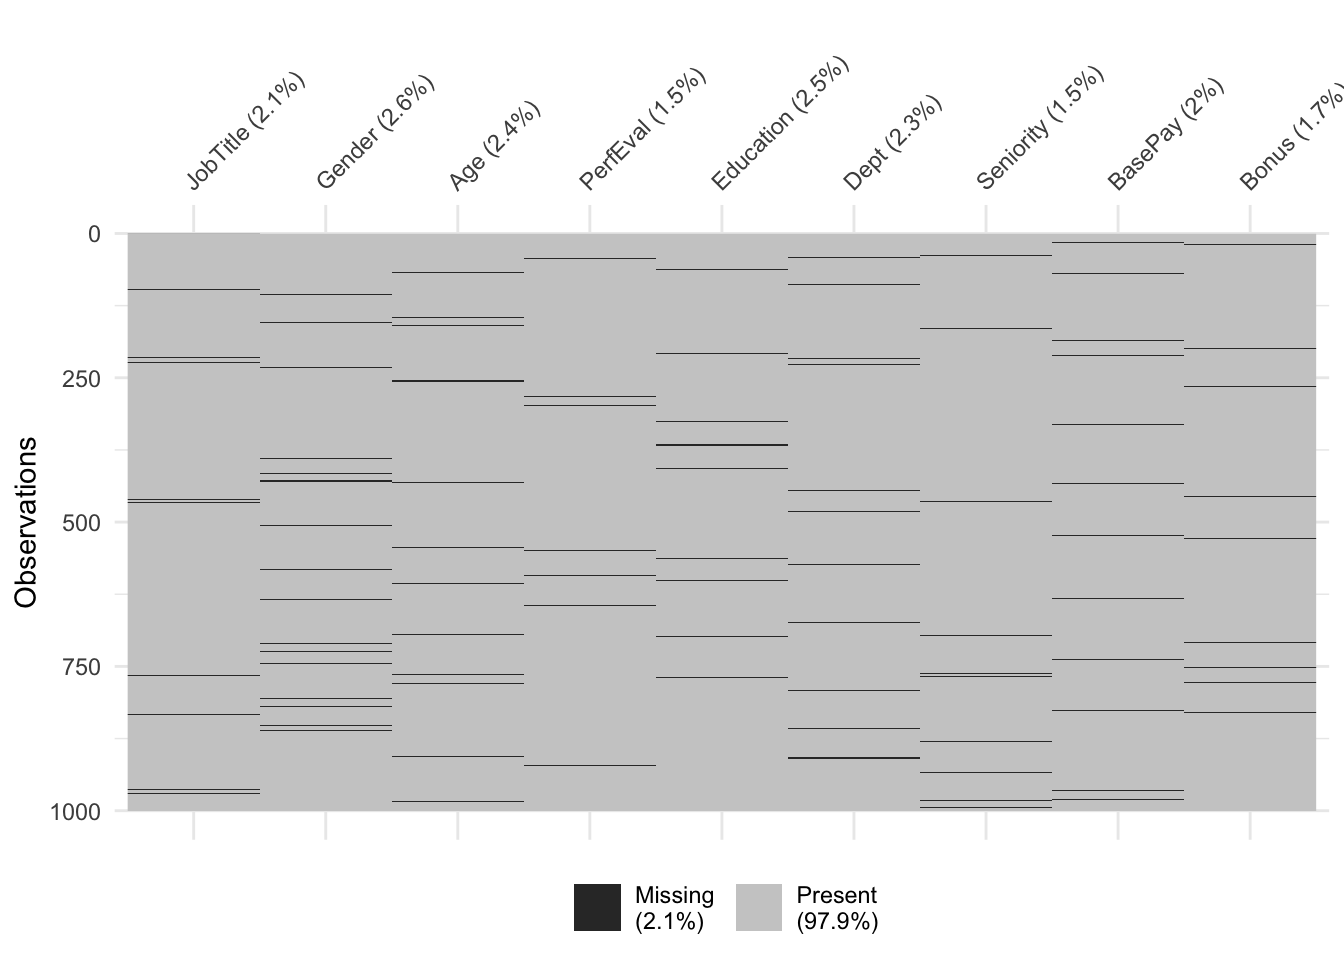 JobTitle (2.1%)
Gender (2.6%)
Age (2.4%)
PerfEval (1.5%)
Education (2.5%)
Dept (2.3%)
Seniority (1.5%)
BasePay (2%)
Bonus (1.7%)
0
250
500
750
1000
Observations
Missing
(2.1%)
Present
(97.9%)